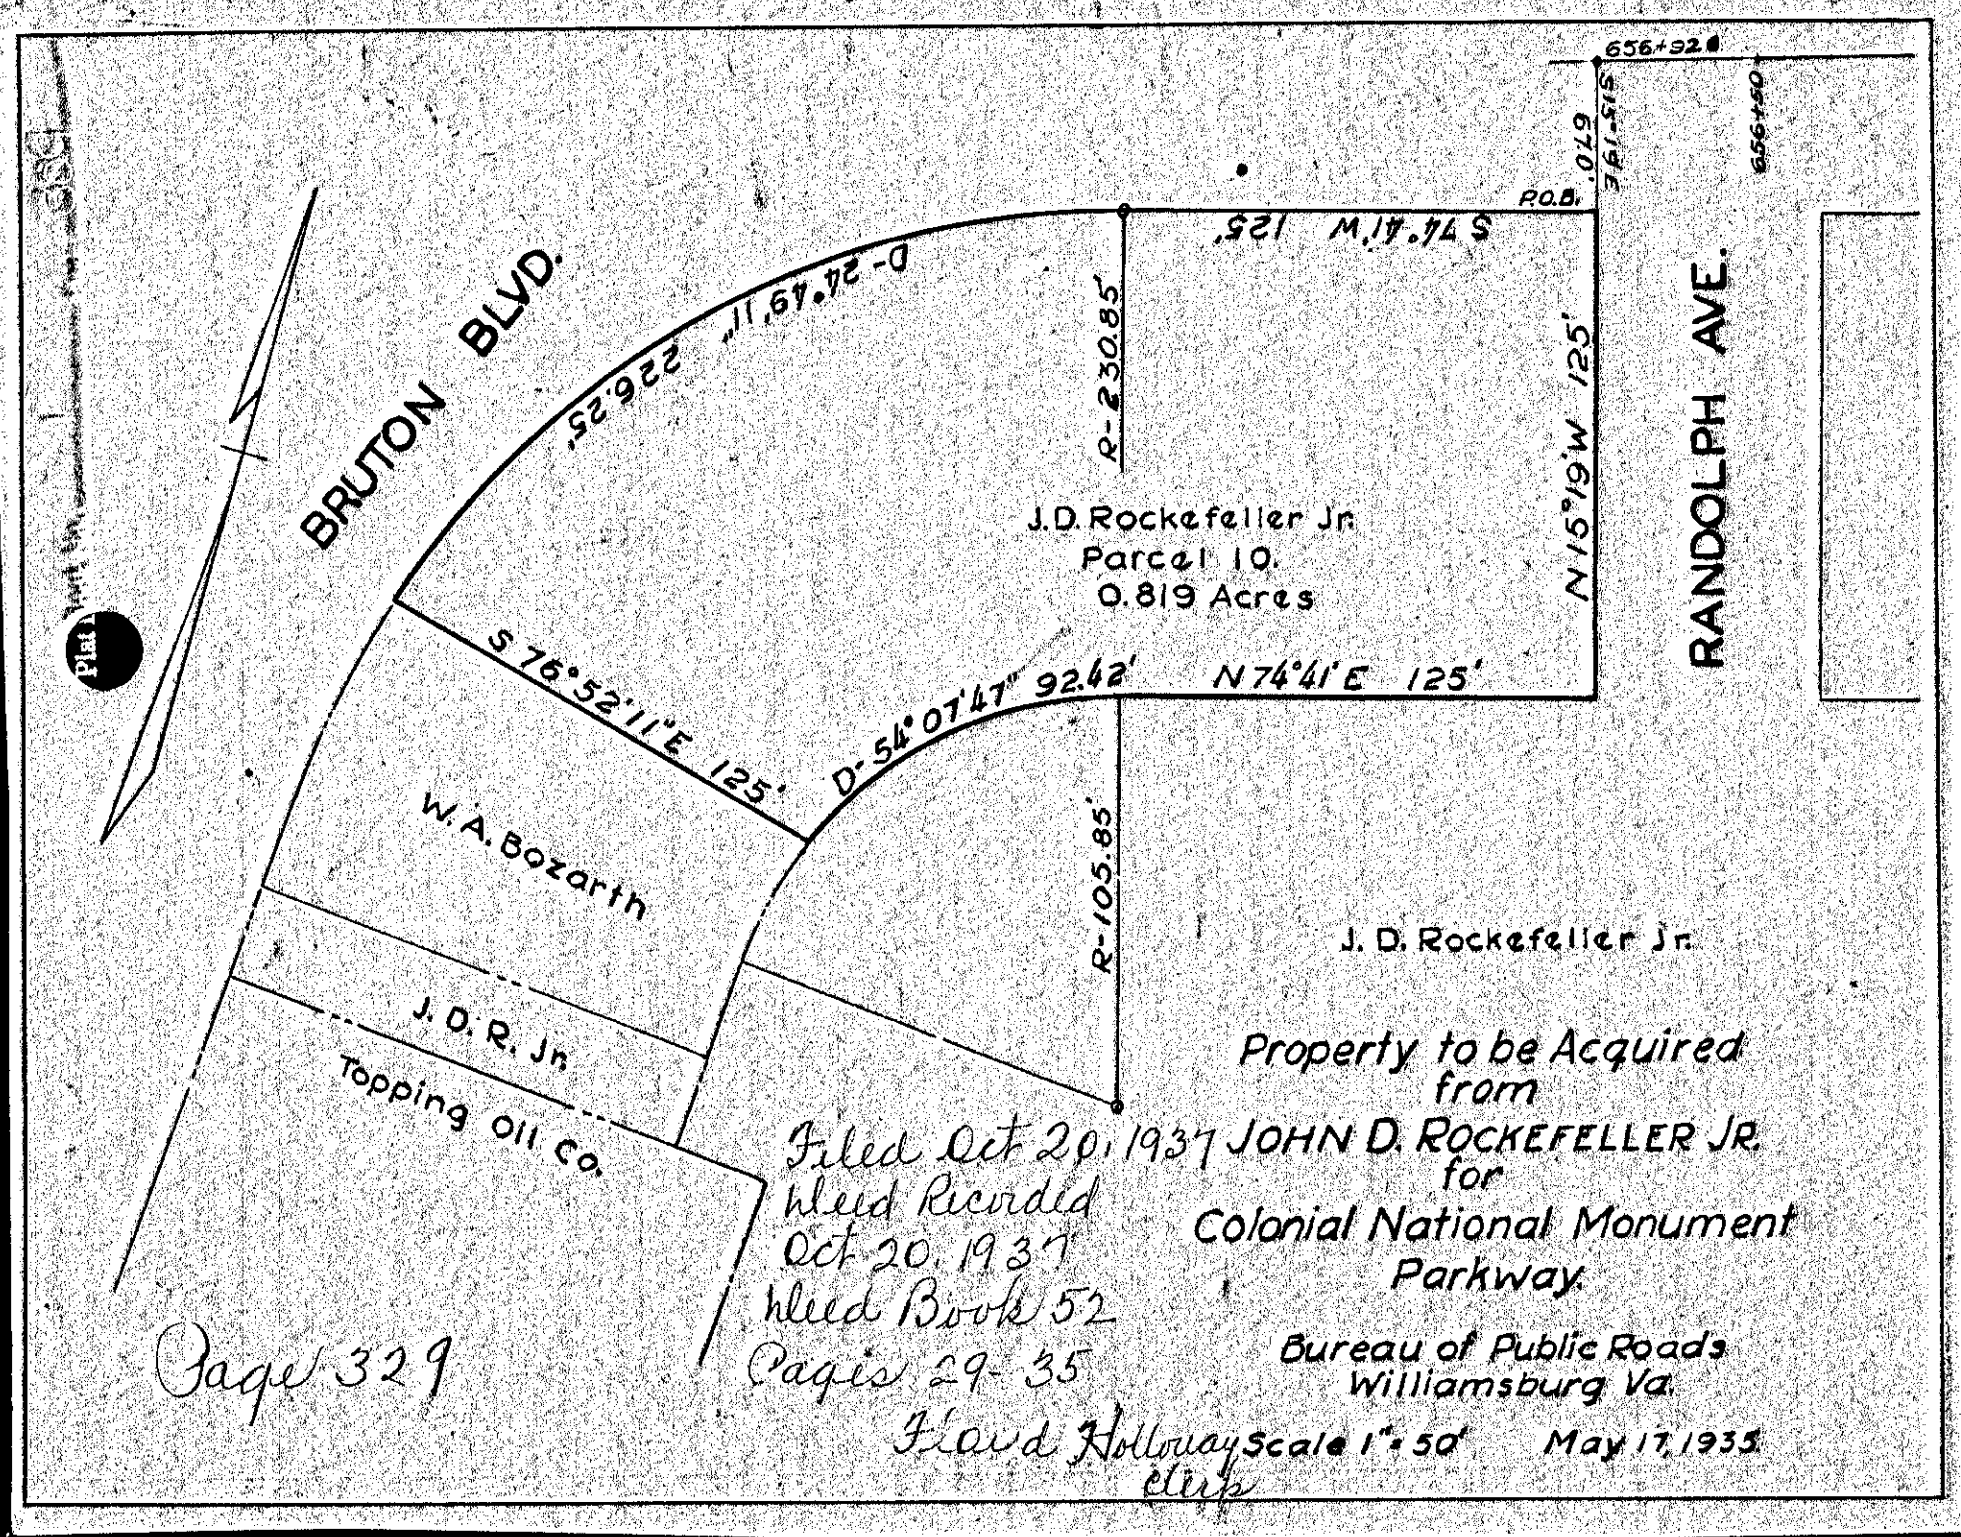 656+92
S15°19'E
67.0'
656+50
P.O.B.
S 74°41'W 125'
D-24°49'11" 226.25'
R-230.85'
N 15°19'W 125'
BRUTON BLVD.
RANDOLPH AVE.
J.D. Rockefeller Jr.
Parcel 10.
0.819 Acres
S 76°52'11"E 125'
D-54°07'47" 92.42'
N 74°41'E 125'
Plat
W. A. Bozarth
R-105.85'
J. D. Rockefeller Jr.
J. D. R. Jr.
Topping Oil Co.
Property to be Acquired
from
JOHN D. ROCKEFELLER JR.
for
Colonial National Monument
Parkway.
Filed Oct 20, 1937
Deed Recorded
Oct 20, 1937
Deed Book 52
Pages 29-35
Page 329
Bureau of Public Roads
Williamsburg Va.
Floyd Holloway
Clerk
Scale 1"=50' May 17, 1935